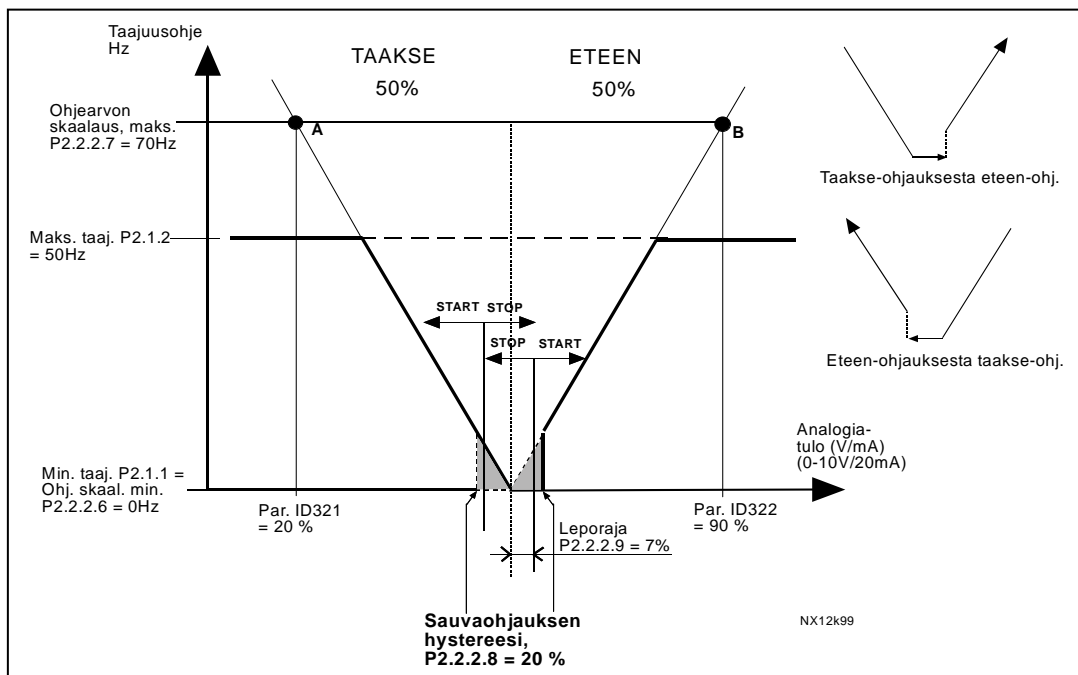 Taajuusohje
Hz
TAAKSE
50%
ETEEN
50%
Ohjearvon
skaalaus, maks.
P2.2.2.7 = 70Hz
A
B
Taakse-ohjauksesta eteen-ohj.
Maks. taaj. P2.1.2
= 50Hz
START STOP
STOP START
Eteen-ohjauksesta taakse-ohj.
Analogia-
tulo (V/mA)
(0-10V/20mA)
Min. taaj. P2.1.1 =
Ohj. skaal. min.
P2.2.2.6 = 0Hz
Par. ID321
= 20 %
Par. ID322
= 90 %
Leporaja
P2.2.2.9 = 7%
Sauvaohjauksen
hystereesi,
P2.2.2.8 = 20 %
NX12k99